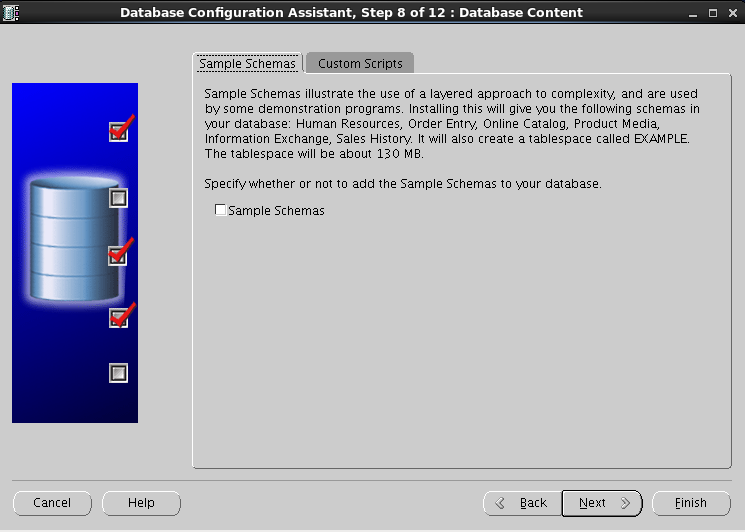 Database Configuration Assistant, Step 8 of 12 : Database Content
Sample Schemas
Custom Scripts
Sample Schemas illustrate the use of a layered approach to complexity, and are used
by some demonstration programs. Installing this will give you the following schemas in
your database: Human Resources, Order Entry, Online Catalog, Product Media,
Information Exchange, Sales History. It will also create a tablespace called EXAMPLE.
The tablespace will be about 130 MB.
Specify whether or not to add the Sample Schemas to your database.
Sample Schemas
Cancel
Help
Back
Next
Finish